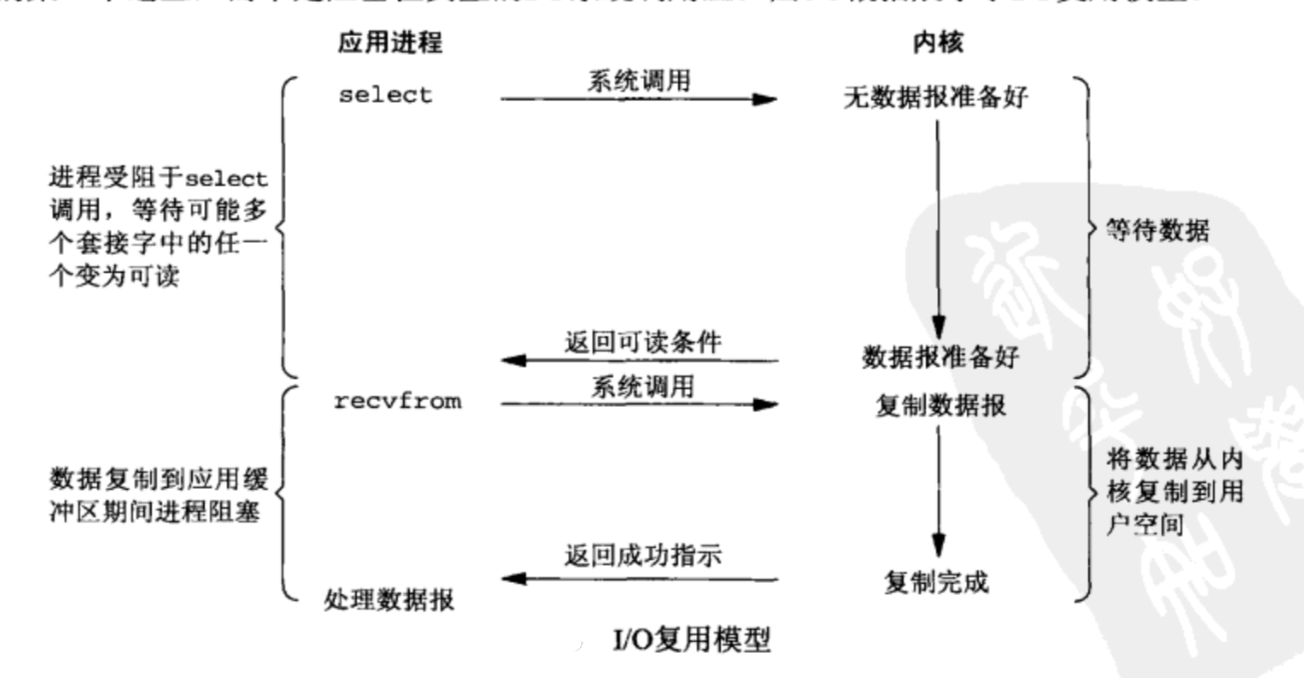 应用进程
内核
select
系统调用
无数据报准备好
进程受阻于select
调用，等待可能多
个套接字中的任一
个变为可读
等待数据
返回可读条件
数据报准备好
recvfrom
系统调用
复制数据报
数据复制到应用缓
冲区期间进程阻塞
将数据从内
核复制到用
户空间
返回成功指示
复制完成
处理数据报
I/O复用模型